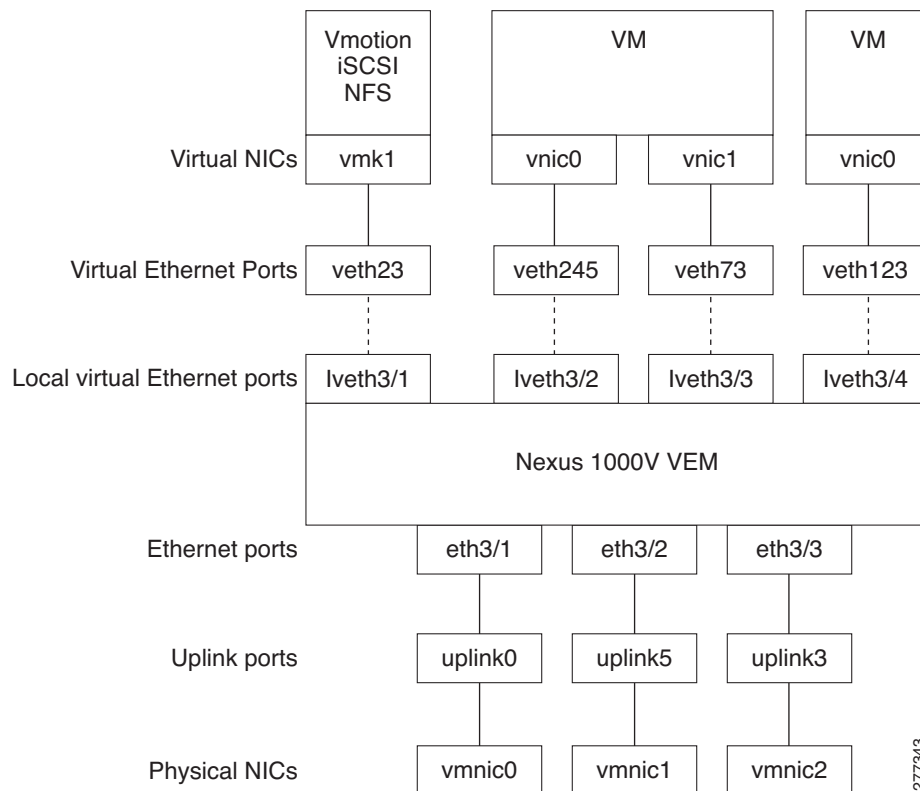 Vmotion
iSCSI
NFS
VM
VM
Virtual NICs
vmk1
vnic0
vnic1
vnic0
Virtual Ethernet Ports
veth23
veth245
veth73
veth123
Local virtual Ethernet ports
lveth3/1
lveth3/2
lveth3/3
lveth3/4
Nexus 1000V VEM
Ethernet ports
eth3/1
eth3/2
eth3/3
Uplink ports
uplink0
uplink5
uplink3
Physical NICs
vmnic0
vmnic1
vmnic2
277343